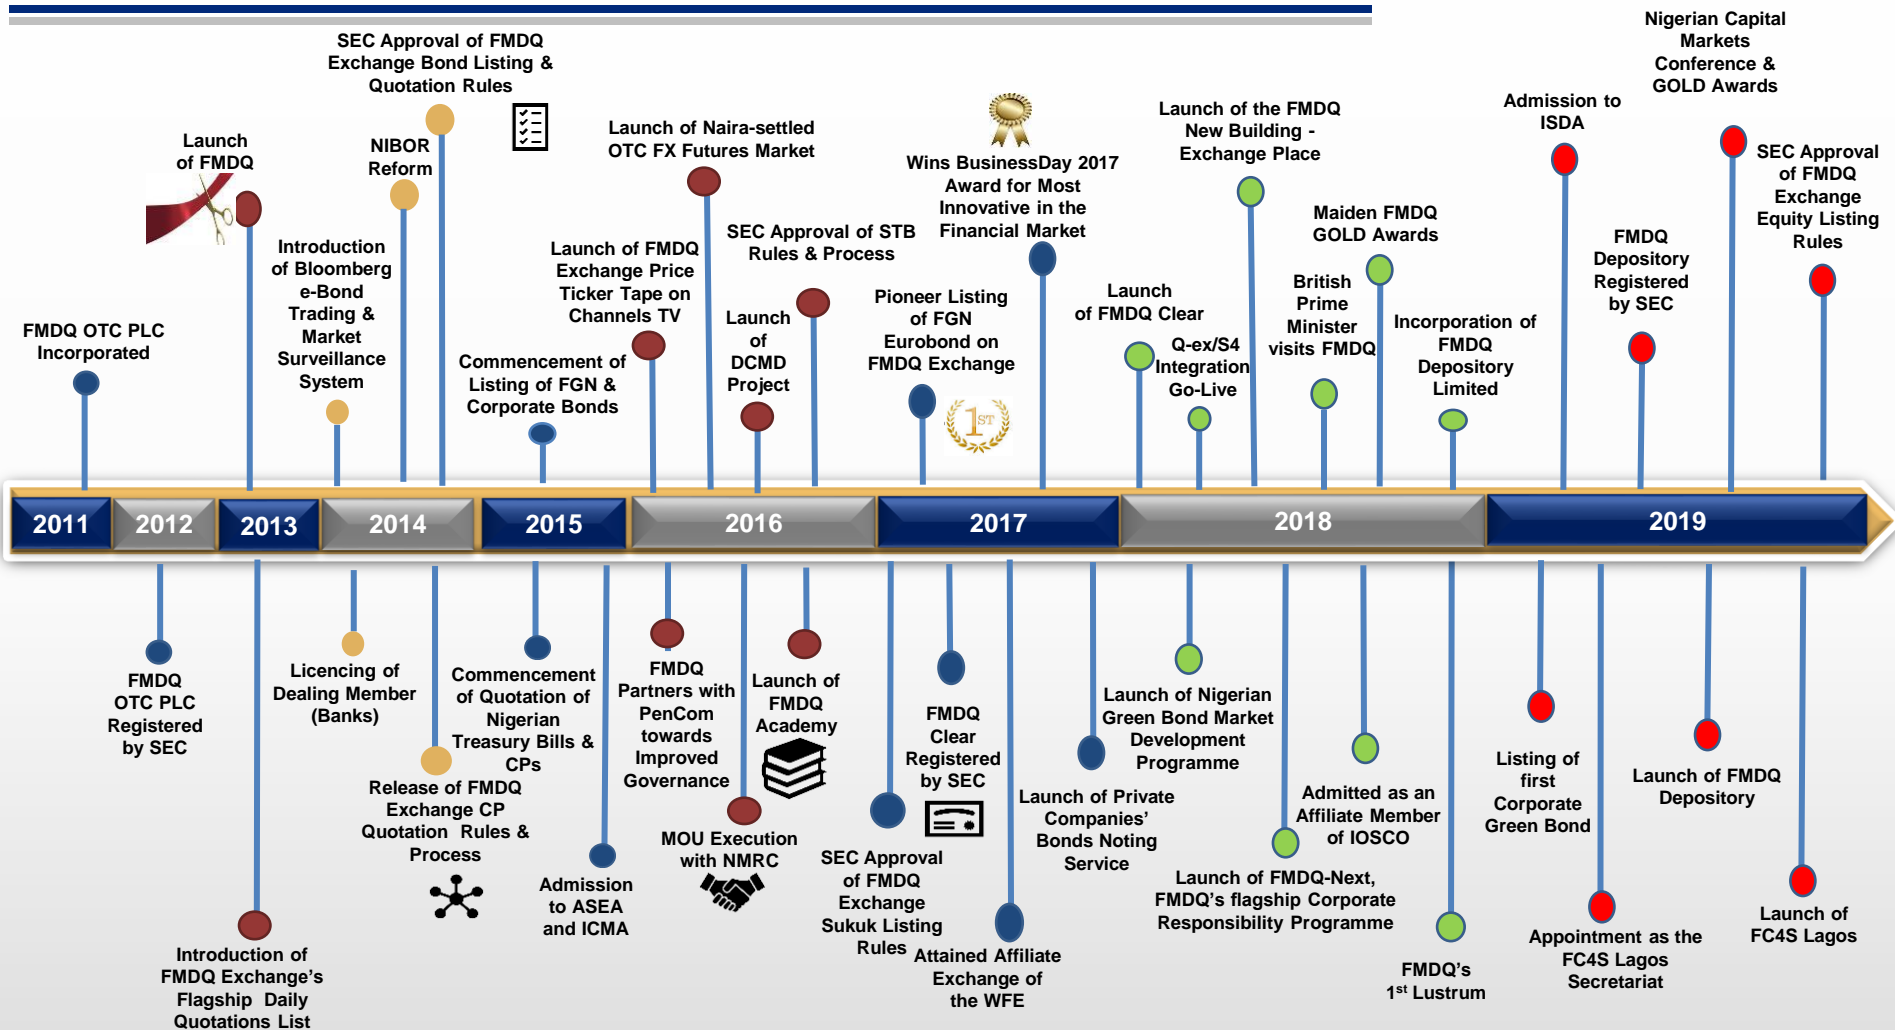 SEC Approval of FMDQ
Exchange Bond Listing &
Quotation Rules
Launch
of FMDQ
NIBOR
Reform
Launch of Naira-settled
OTC FX Futures Market
Wins BusinessDay 2017
Award for Most
Innovative in the
Financial Market
Launch of the FMDQ
New Building -
Exchange Place
Admission to
ISDA
Nigerian Capital
Markets
Conference &
GOLD Awards
SEC Approval
of FMDQ
Exchange
Equity Listing
Rules
FMDQ OTC PLC
Incorporated
Introduction
of Bloomberg
e-Bond
Trading &
Market
Surveillance
System
Commencement of
Listing of FGN &
Corporate Bonds
Launch of FMDQ
Exchange Price
Ticker Tape on
Channels TV
SEC Approval of STB
Rules & Process
Launch
of
DCMD
Project
Pioneer Listing
of FGN
Eurobond on
FMDQ Exchange
1ST
Launch
of FMDQ Clear
Q-ex/S4
Integration
Go-Live
Maiden FMDQ
GOLD Awards
British
Prime
Minister
visits FMDQ
Incorporation of
FMDQ
Depository
Limited
FMDQ
Depository
Registered
by SEC
2011
2012
2013
2014
2015
2016
2017
2018
2019
FMDQ
OTC PLC
Registered
by SEC
Introduction of
FMDQ Exchange's
Flagship Daily
Quotations List
Licencing of
Dealing Member
(Banks)
Release of FMDQ
Exchange CP
Quotation Rules &
Process
Commencement
of Quotation of
Nigerian
Treasury Bills &
CPs
Admission
to ASEA
and ICMA
FMDQ
Partners with
PenCom
towards
Improved
Governance
MOU Execution
with NMRC
Launch of
FMDQ
Academy
SEC Approval
of FMDQ
Exchange
Sukuk Listing
Rules
FMDQ
Clear
Registered
by SEC
Attained Affiliate
Exchange of
the WFE
Launch of Private
Companies'
Bonds Noting
Service
Launch of Nigerian
Green Bond Market
Development
Programme
Launch of FMDQ-Next,
FMDQ's flagship Corporate
Responsibility Programme
Admitted as an
Affiliate Member
of IOSCO
FMDQ's
1st Lustrum
Listing of
first
Corporate
Green Bond
Appointment as the
FC4S Lagos
Secretariat
Launch of FMDQ
Depository
Launch of
FC4S Lagos